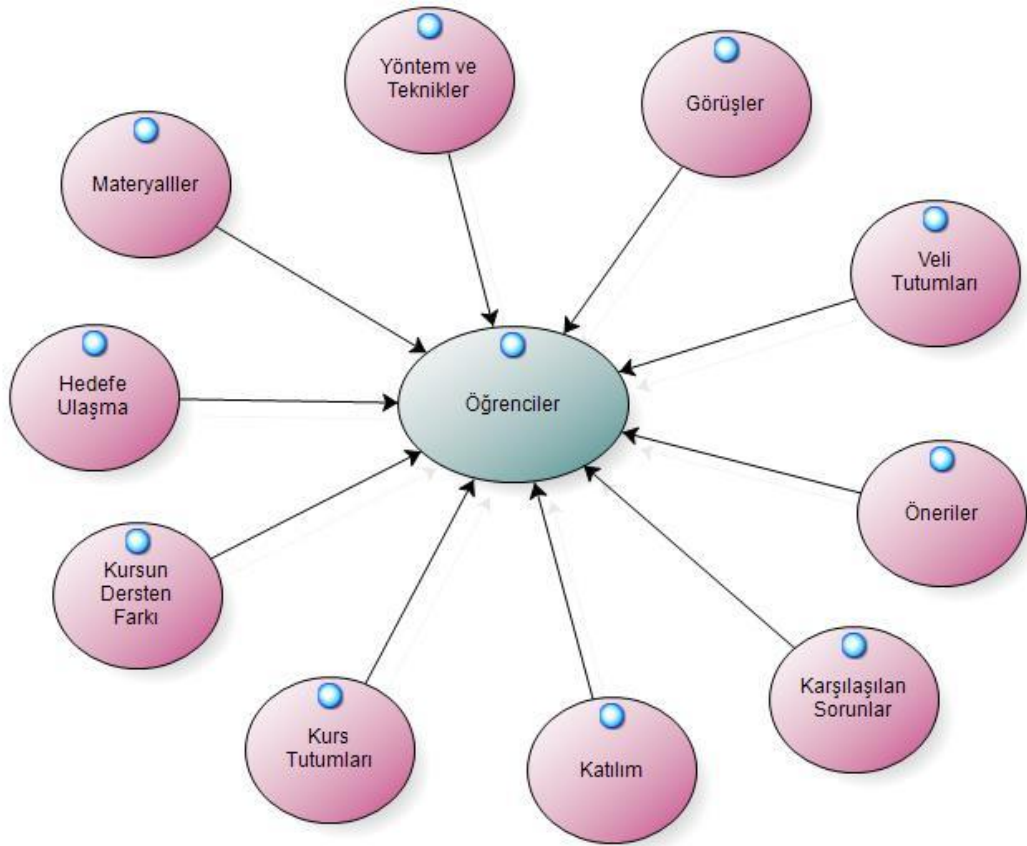 Yöntem ve
Teknikler
Görüşler
Materyalller
Veli
Tutumları
Hedefe
Ulaşma
Öğrenciler
Öneriler
Kursun
Dersten
Farkı
Karşılaşılan
Sorunlar
Kurs
Tutumları
Katılım